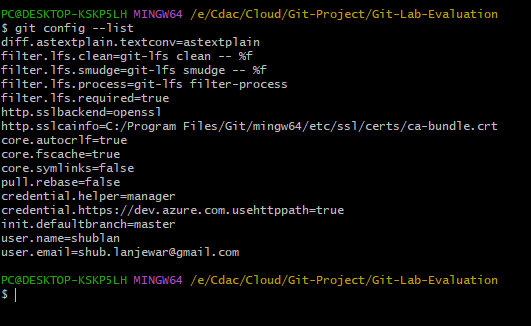 PC@DESKTOP-KSKP5LH MINGW64 /e/Cdac/Cloud/Git-Project/Git-Lab-Evaluation
$ git config --list
diff.astextplain.textconv=astextplain
filter.lfs.clean=git-lfs clean -- %f
filter.lfs.smudge=git-lfs smudge -- %f
filter.lfs.process=git-lfs filter-process
filter.lfs.required=true
http.sslbackend=openssl
http.sslcainfo=C:/Program Files/Git/mingw64/etc/ssl/certs/ca-bundle.crt
core.autocrlf=true
core.fscache=true
core.symlinks=false
pull.rebase=false
credential.helper=manager
credential.https://dev.azure.com.usehttppath=true
init.defaultbranch=master
user.name=shublan
user.email=shub.lanjewar@gmail.com
PC@DESKTOP-KSKP5LH MINGW64 /e/Cdac/Cloud/Git-Project/Git-Lab-Evaluation
$